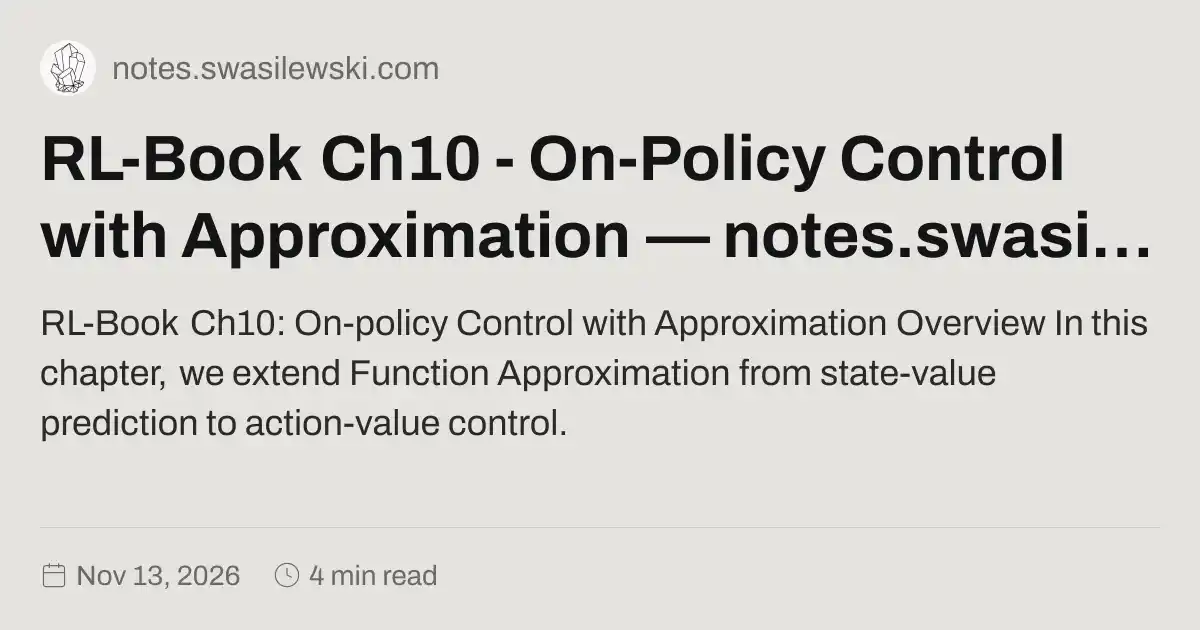 notes.swasilewski.com
RL-Book Ch10 - On-Policy Control
with Approximation — notes.swasi...
RL-Book Ch10: On-policy Control with Approximation Overview In this
chapter, we extend Function Approximation from state-value
prediction to action-value control.
Nov 13, 2026
4 min read